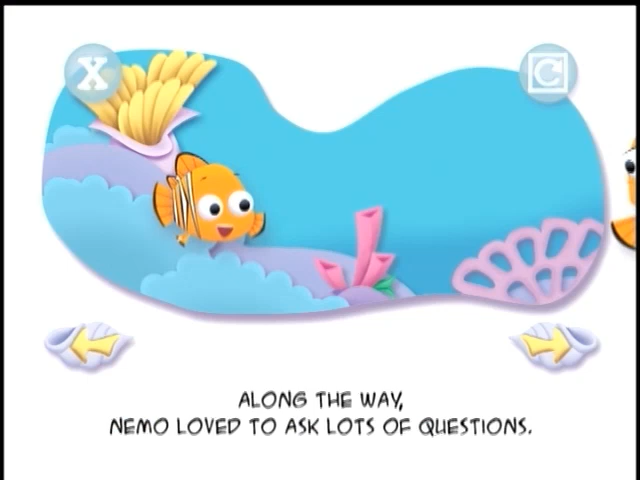 X
C
ALONG THE WAY,
NEMO LOVED TO ASK LOTS OF QUESTIONS.